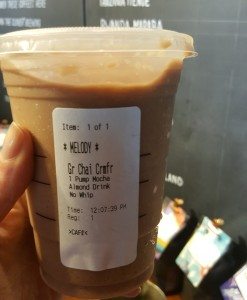 Item: 1 of 1
* MELODY *
Gr Chai Crmfr
1 Pump Mocha
Almond Drink
No Whip
Time: 12:07:39 PM
Reg: 1
>CAFE<